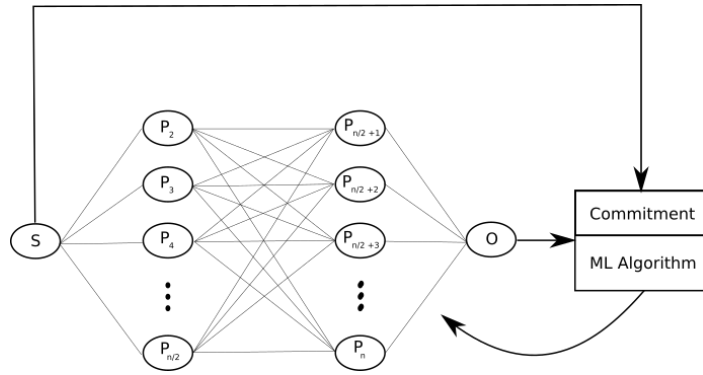 P2
Pn/2 +1
P3
Pn/2 +2
S
P4
Pn/2 +3
O
Commitment
ML Algorithm
Pn/2
Pn